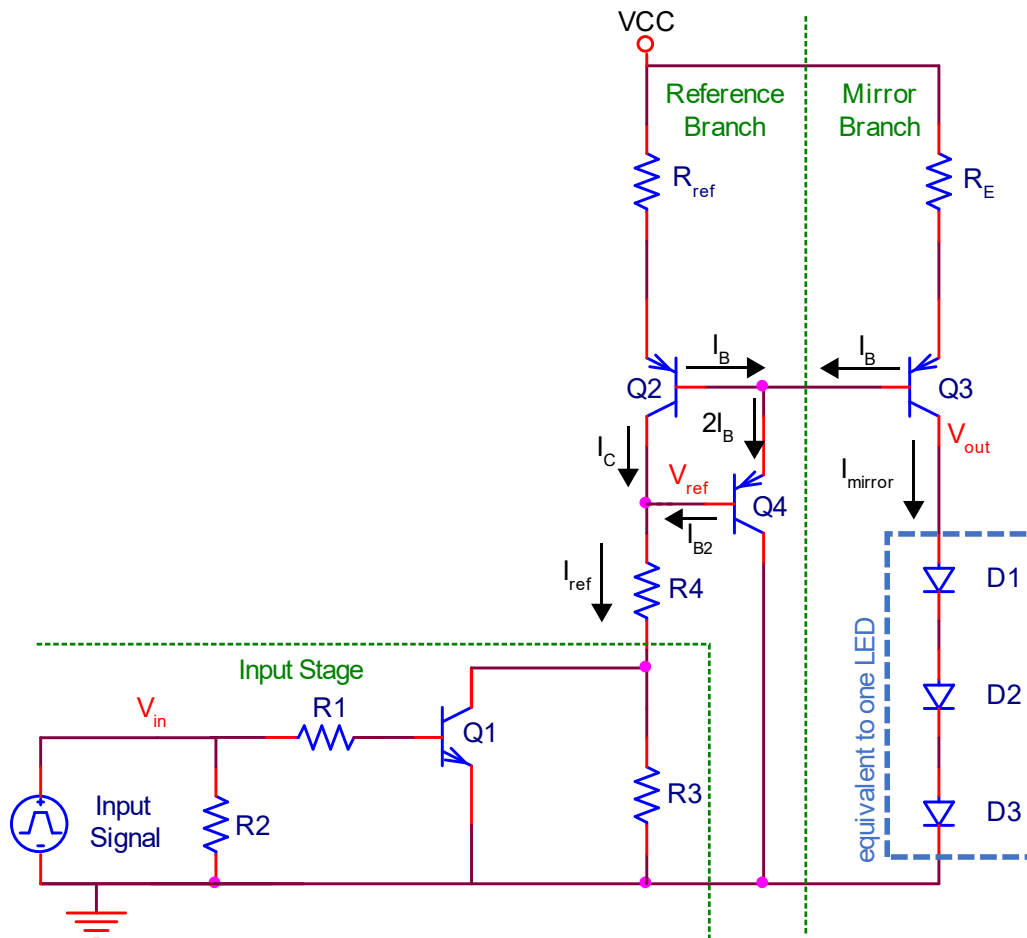 VCC
Reference
Branch
Mirror
Branch
Rref
RE
IB
IB
Q2
Q3
2IB
IC
Vref
Vout
Imirror
Q4
IB2
Iref
R4
D1
Input Stage
Vin
R1
Q1
D2
R3
Input
Signal
R2
D3
equivalent to one LED